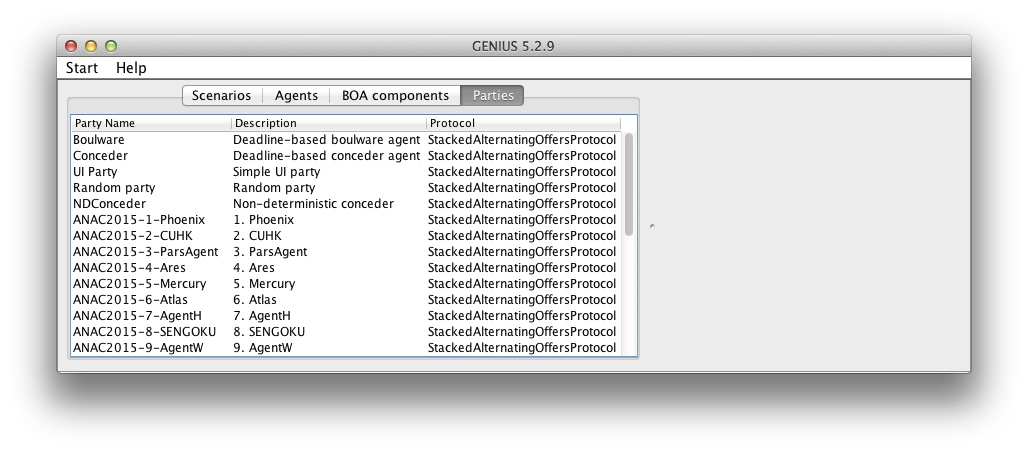 GENIUS 5.2.9
Start Help
Scenarios Agents BOA components Parties
Party Name Description Protocol
Boulware Deadline-based boulware agent StackedAlternatingOffersProtocol
Conceder Deadline-based conceder agent StackedAlternatingOffersProtocol
UI Party Simple UI party StackedAlternatingOffersProtocol
Random party Random party StackedAlternatingOffersProtocol
NDConceder Non-deterministic conceder StackedAlternatingOffersProtocol
ANAC2015-1-Phoenix 1. Phoenix StackedAlternatingOffersProtocol
ANAC2015-2-CUHK 2. CUHK StackedAlternatingOffersProtocol
ANAC2015-3-ParsAgent 3. ParsAgent StackedAlternatingOffersProtocol
ANAC2015-4-Ares 4. Ares StackedAlternatingOffersProtocol
ANAC2015-5-Mercury 5. Mercury StackedAlternatingOffersProtocol
ANAC2015-6-Atlas 6. Atlas StackedAlternatingOffersProtocol
ANAC2015-7-AgentH 7. AgentH StackedAlternatingOffersProtocol
ANAC2015-8-SENGOKU 8. SENGOKU StackedAlternatingOffersProtocol
ANAC2015-9-AgentW 9. AgentW StackedAlternatingOffersProtocol